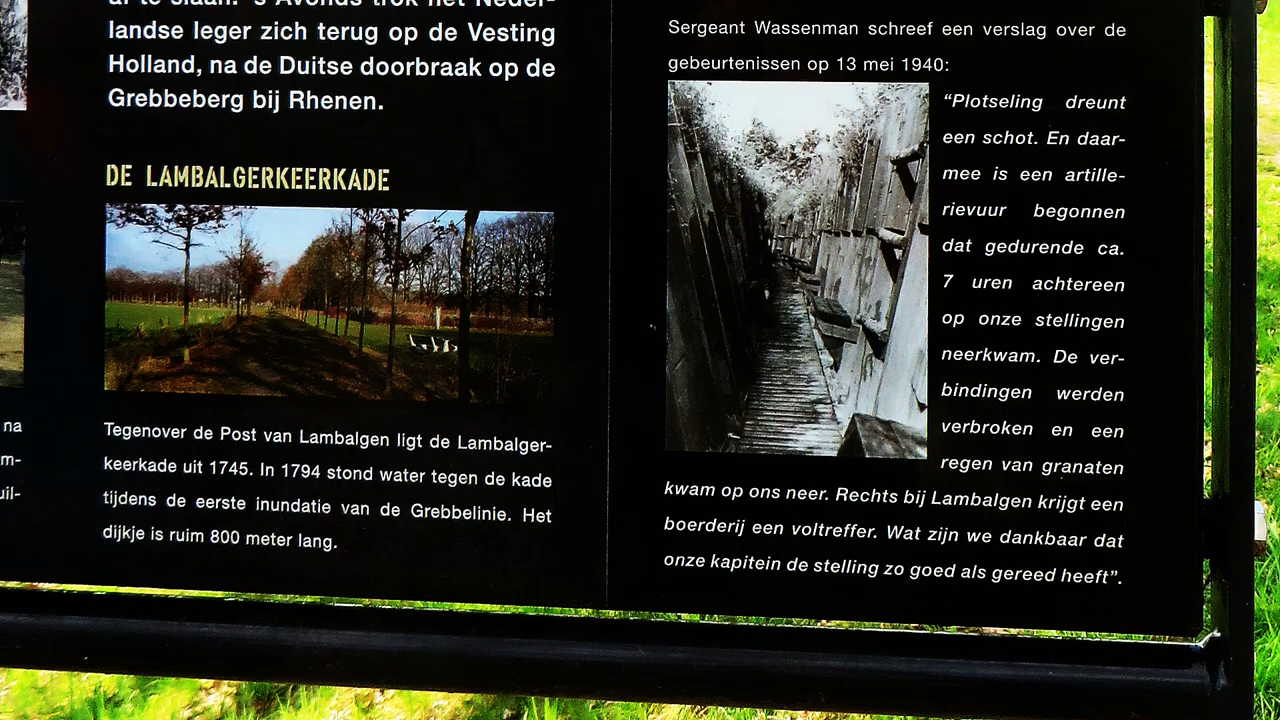 af te slaan. 's Avonds trok het Neder-
landse leger zich terug op de Vesting
Holland, na de Duitse doorbraak op de
Grebbeberg bij Rhenen.
DE LAMBALGERKEERKADE
Tegenover de Post van Lambalgen ligt de Lambalger-
keerkade uit 1745. In 1794 stond water tegen de kade
tijdens de eerste inundatie van de Grebbelinie. Het
dijkje is ruim 800 meter lang.
na
Sergeant Wassenman schreef een verslag over de
gebeurtenissen op 13 mei 1940:
“Plotseling dreunt
een schot. En daar-
mee is een artille-
rievuur begonnen
dat gedurende ca.
7 uren achtereen
op onze stellingen
neerkwam. De ver-
bindingen werden
verbroken en een
regen van granaten
kwam op ons neer. Rechts bij Lambalgen krijgt een
boerderij een voltreffer. Wat zijn we dankbaar dat
onze kapitein de stelling zo goed als gereed heeft”.